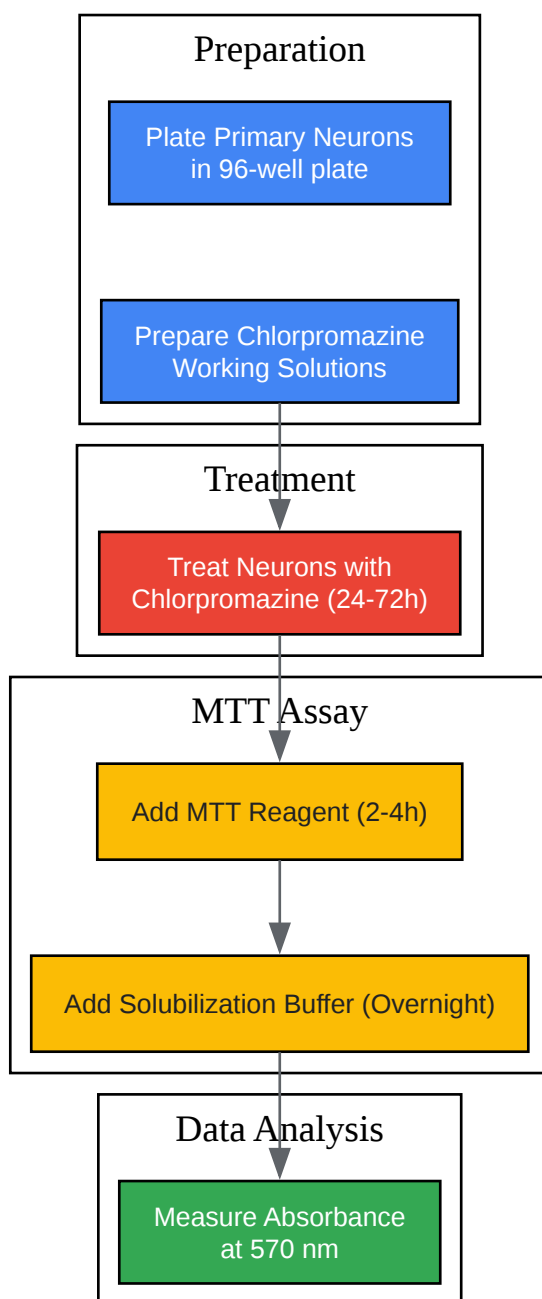 Preparation
Plate Primary Neurons
in 96-well plate
Prepare Chlorpromazine
Working Solutions
Treatment
Treat Neurons with
Chlorpromazine (24-72h)
MTT Assay
Add MTT Reagent (2-4h)
Add Solubilization Buffer (Overnight)
Data Analysis
Measure Absorbance
at 570 nm